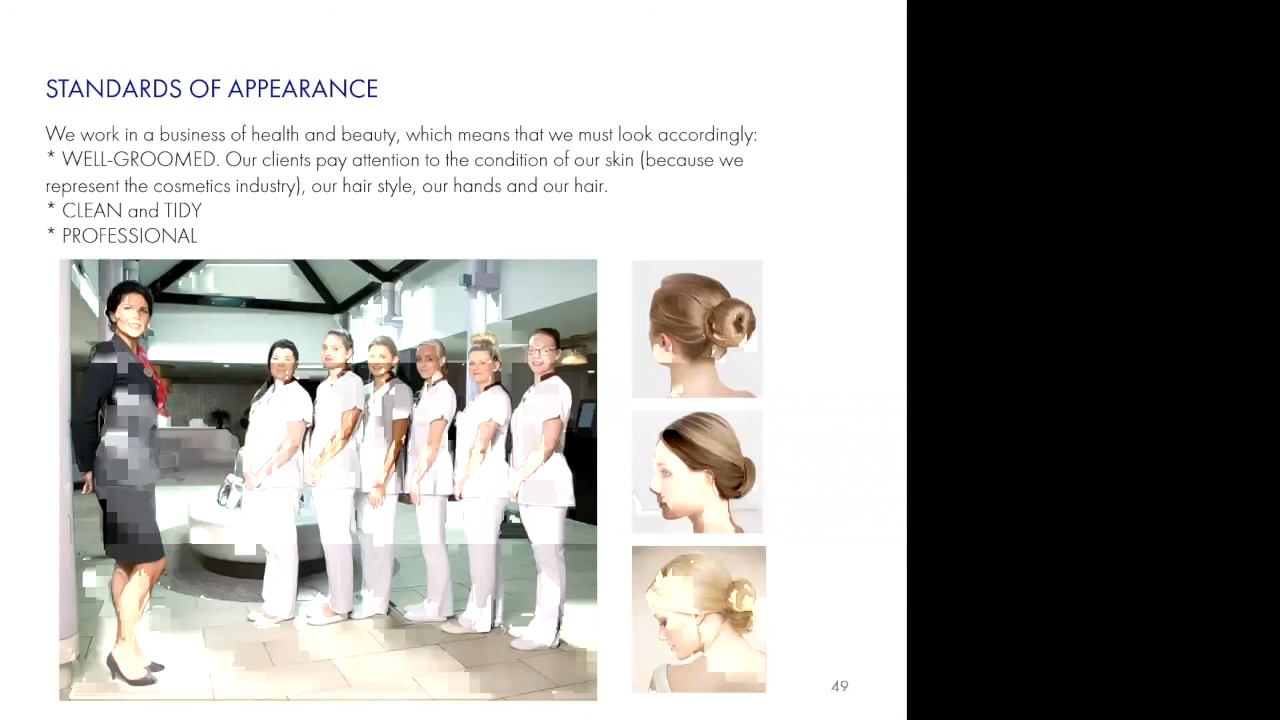 STANDARDS OF APPEARANCE
We work in a business of health and beauty, which means that we must look accordingly:
* WELL-GROOMED. Our clients pay attention to the condition of our skin (because we
represent the cosmetics industry), our hair style, our hands and our hair.
* CLEAN and TIDY
* PROFESSIONAL
49